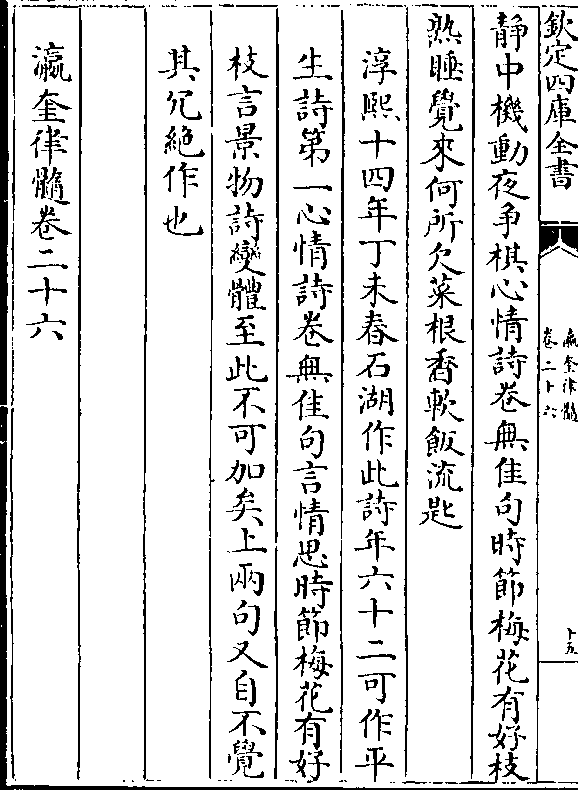 欽定四庫全書
瀛奎律髓
卷二十六
十五
静中機動夜争棋心情詩卷無佳句時節梅花有好枝
熟睡覺來何所欠菜根香軟飯流匙
淳熙十四年丁未春石湖作此詩年六十二可作平
生詩第一心情詩卷無佳句言情思時節梅花有好
枝言景物詩變體至此不可加矣上兩句又自不覺
其冗絶作也
瀛奎律髓卷二十六